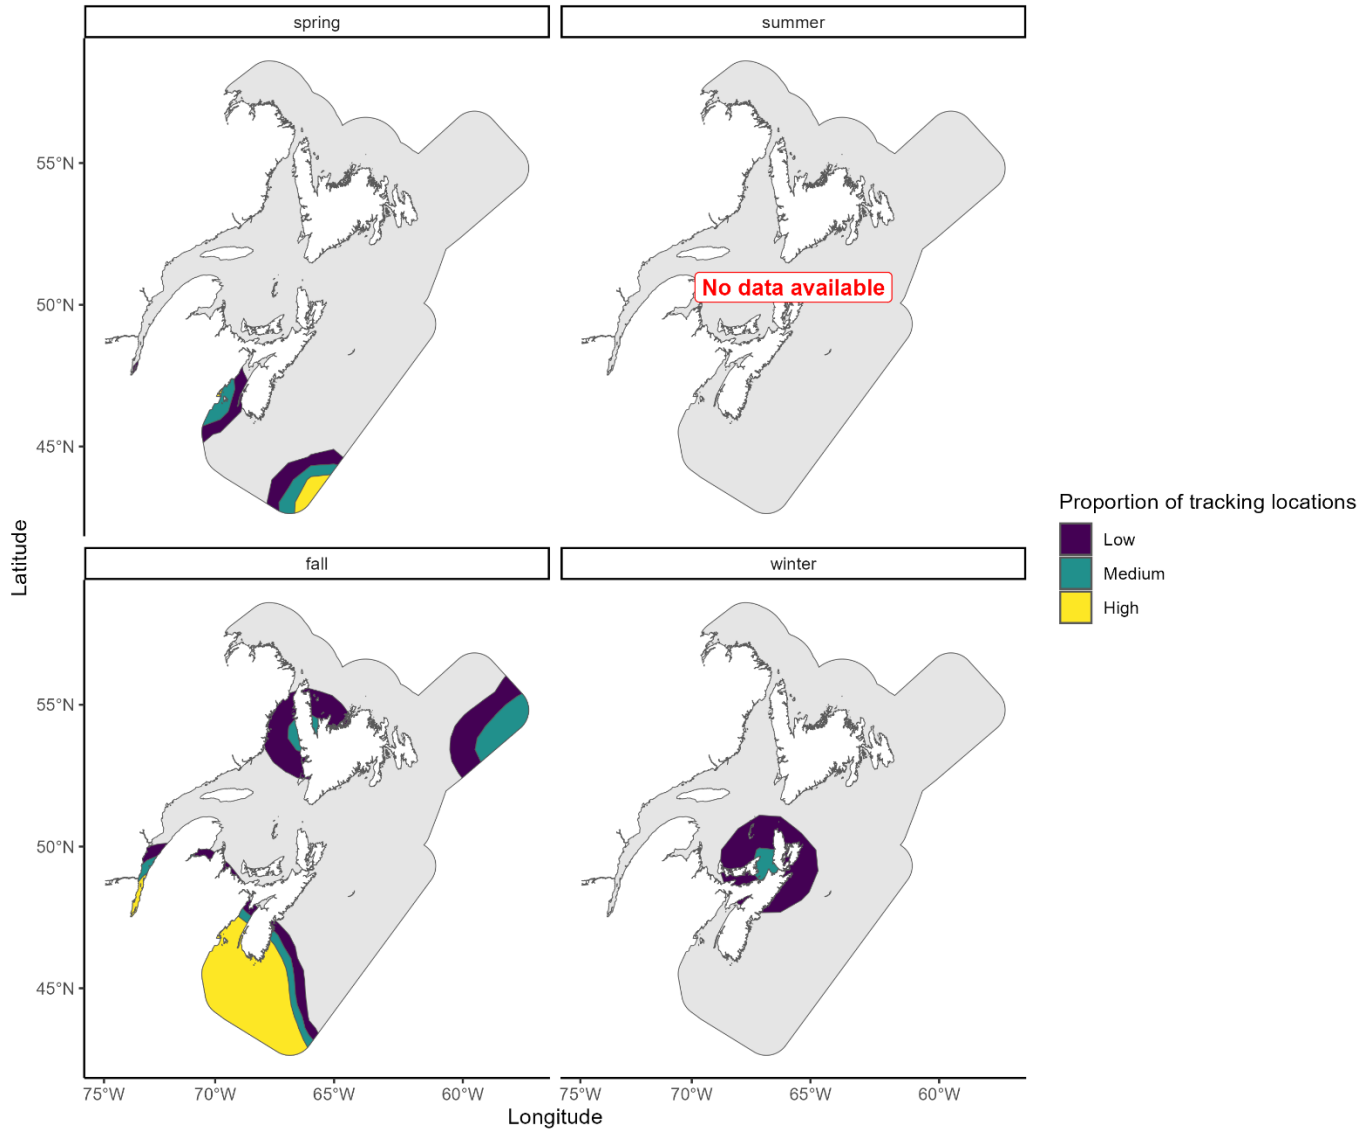 spring
summer
55°N
50°N
45°N
No data available
Proportion of tracking locations
Low
Medium
High
Latitude
fall
winter
55°N
50°N
45°N
75°W
70°W
65°W
60°W
75°W
70°W
65°W
60°W
Longitude